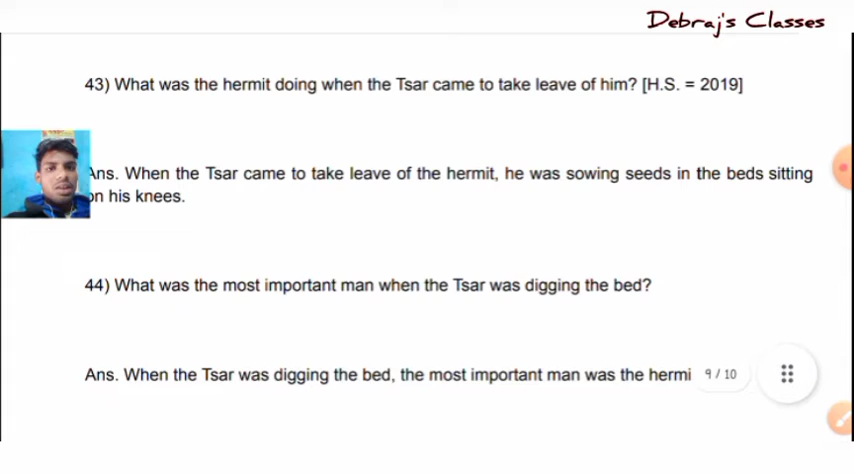 Debraj's Classes
43) What was the hermit doing when the Tsar came to take leave of him? [H.S. = 2019]
Ans. When the Tsar came to take leave of the hermit, he was sowing seeds in the beds sitting
on his knees.
44) What was the most important man when the Tsar was digging the bed?
Ans. When the Tsar was digging the bed, the most important man was the hermi
9 / 10